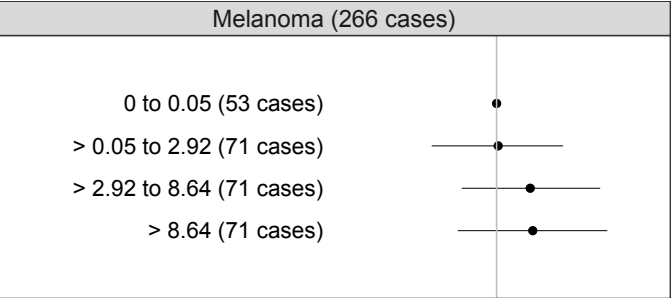 Melanoma (266 cases)
0 to 0.05 (53 cases)
> 0.05 to 2.92 (71 cases)
> 2.92 to 8.64 (71 cases)
> 8.64 (71 cases)